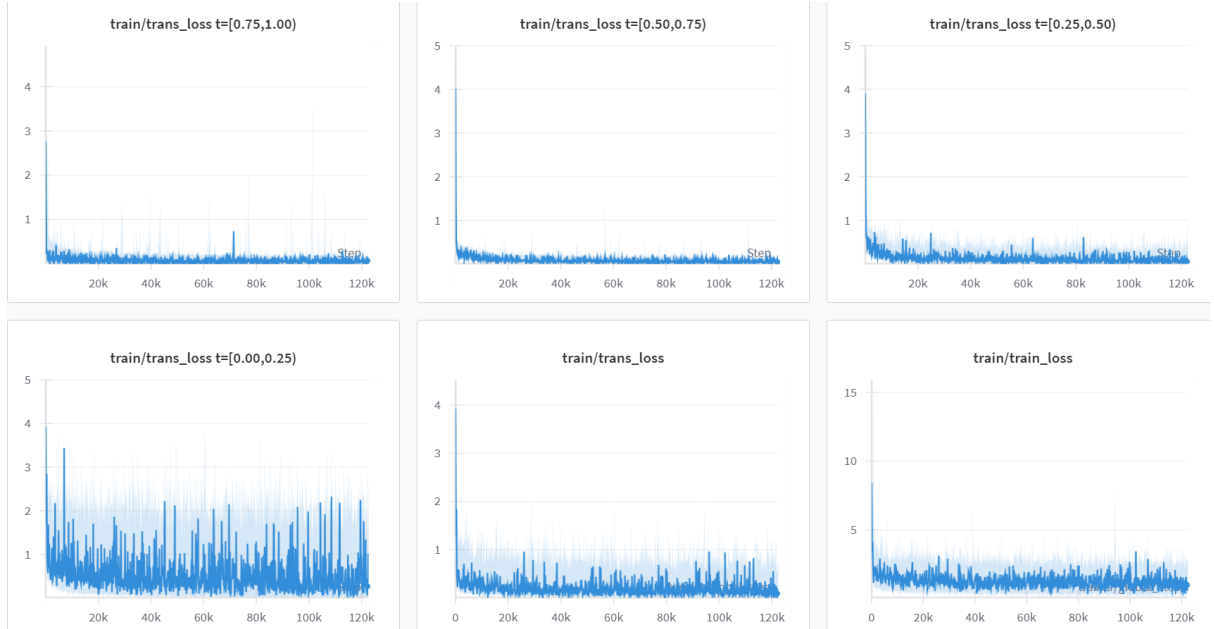 train/trans_loss t=[0.75,1.00)
4
3
2
1
Step
20k 40k 60k 80k 100k 120k
train/trans_loss t=[0.50,0.75)
5
4
3
2
1
Step
20k 40k 60k 80k 100k 120k
train/trans_loss t=[0.25,0.50)
5
4
3
2
1
Step
20k 40k 60k 80k 100k 120k
train/trans_loss t=[0.00,0.25)
5
4
3
2
1
20k 40k 60k 80k 100k 120k
train/trans_loss
4
3
2
1
0 20k 40k 60k 80k 100k 120k
train/train_loss
15
10
5
0 20k 40k 60k 80k 100k 120k